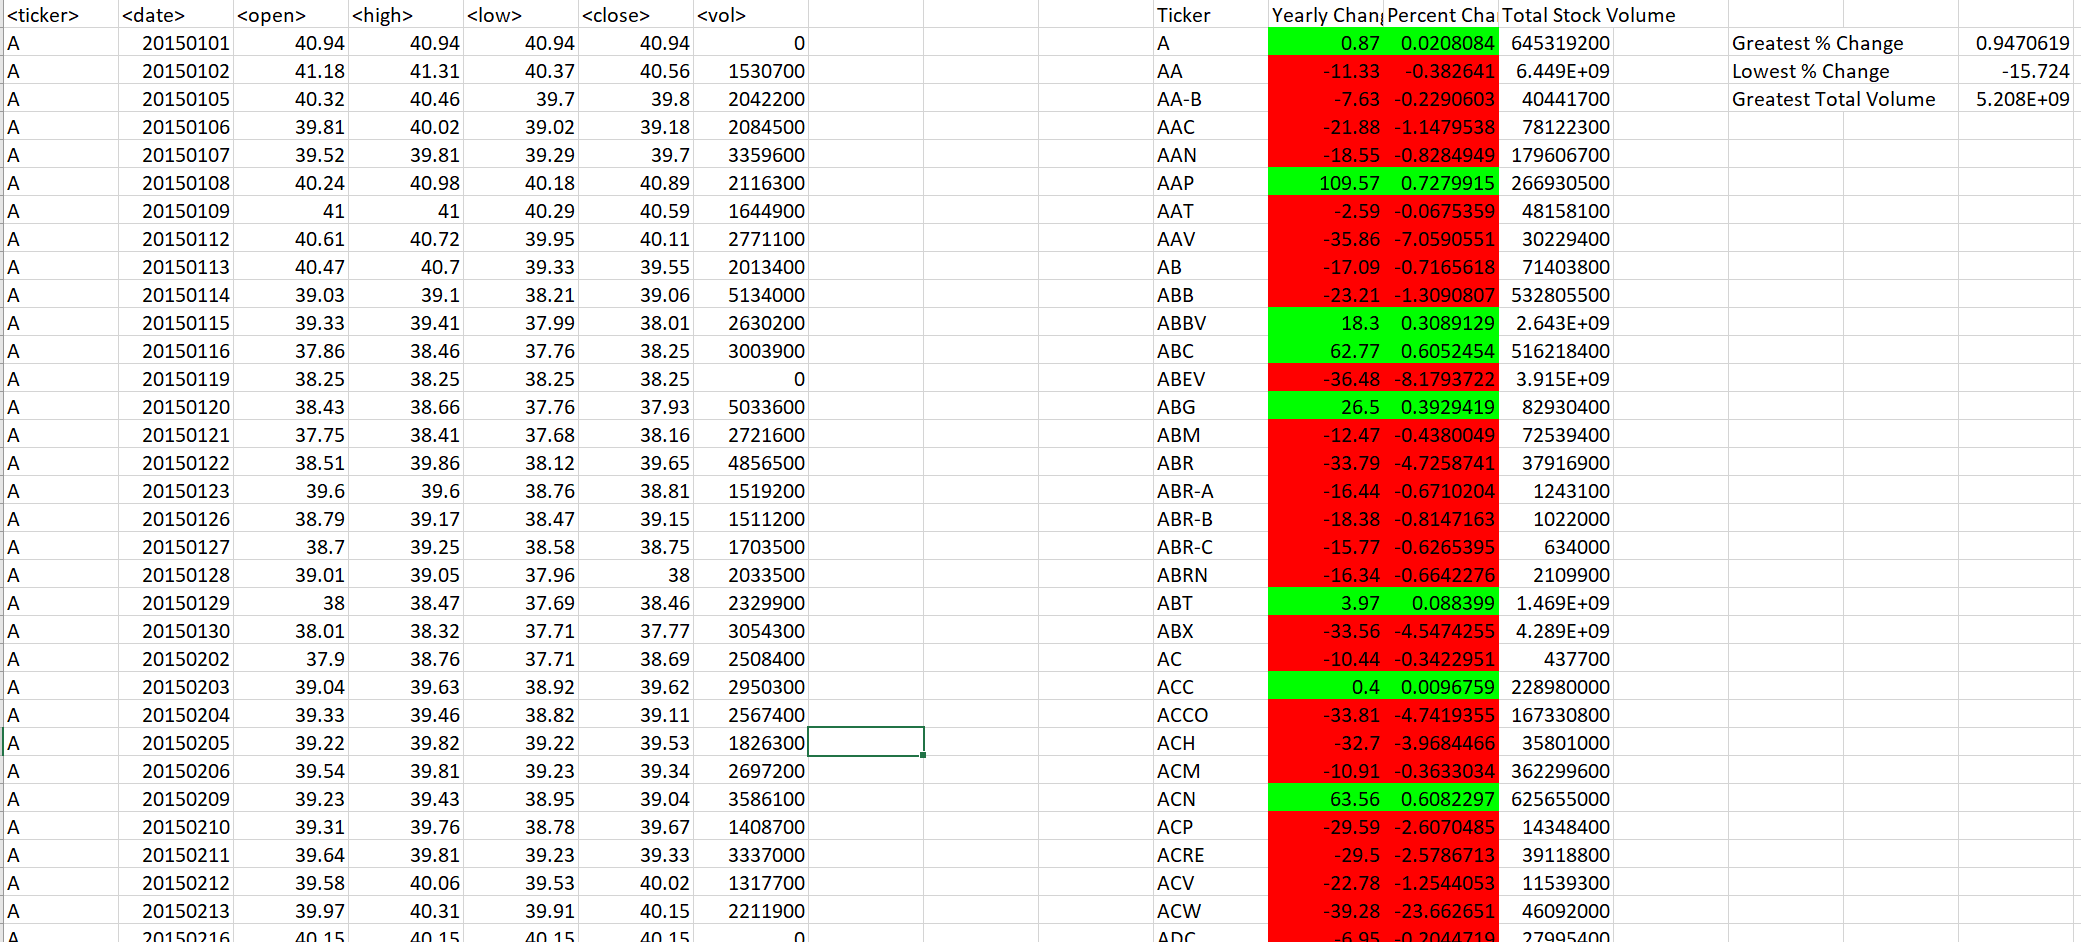 <ticker> <date> <open> <high> <low> <close> <vol> Ticker Yearly Chang Percent Cha Total Stock Volume
A 20150101 40.94 40.94 40.94 40.94 0 A 0.87 0.0208084 645319200 Greatest % Change 0.9470619
A 20150102 41.18 41.31 40.37 40.56 1530700 AA -11.33 -0.382641 6.449E+09 Lowest % Change -15.724
A 20150105 40.32 40.46 39.7 39.8 2042200 AA-B -7.63 -0.2290603 40441700 Greatest Total Volume 5.208E+09
A 20150106 39.81 40.02 39.02 39.18 2084500 AAC -21.88 -1.1479538 78122300
A 20150107 39.52 39.81 39.29 39.7 3359600 AAN -18.55 -0.8284949 179606700
A 20150108 40.24 40.98 40.18 40.89 2116300 AAP 109.57 0.7279915 266930500
A 20150109 41 41 40.29 40.59 1644900 AAT -2.59 -0.0675359 48158100
A 20150112 40.61 40.72 39.95 40.11 2771100 AAV -35.86 -7.0590551 30229400
A 20150113 40.47 40.7 39.33 39.55 2013400 AB -17.09 -0.7165618 71403800
A 20150114 39.03 39.1 38.21 39.06 5134000 ABB -23.21 -1.3090807 532805500
A 20150115 39.33 39.41 37.99 38.01 2630200 ABBV 18.3 0.3089129 2.643E+09
A 20150116 37.86 38.46 37.76 38.25 3003900 ABC 62.77 0.6052454 516218400
A 20150119 38.25 38.25 38.25 38.25 0 ABEV -36.48 -8.1793722 3.915E+09
A 20150120 38.43 38.66 37.76 37.93 5033600 ABG 26.5 0.3929419 82930400
A 20150121 37.75 38.41 37.68 38.16 2721600 ABM -12.47 -0.4380049 72539400
A 20150122 38.51 39.86 38.12 39.65 4856500 ABR -33.79 -4.7258741 37916900
A 20150123 39.6 39.6 38.76 38.81 1519200 ABR-A -16.44 -0.6710204 1243100
A 20150126 38.79 39.17 38.47 39.15 1511200 ABR-B -18.38 -0.8147163 1022000
A 20150127 38.7 39.25 38.58 38.75 1703500 ABR-C -15.77 -0.6265395 634000
A 20150128 39.01 39.05 37.96 38 2033500 ABRN -16.34 -0.6642276 2109900
A 20150129 38 38.47 37.69 38.46 2329900 ABT 3.97 0.088399 1.469E+09
A 20150130 38.01 38.32 37.71 37.77 3054300 ABX -33.56 -4.5474255 4.289E+09
A 20150202 37.9 38.76 37.71 38.69 2508400 AC -10.44 -0.3422951 437700
A 20150203 39.04 39.63 38.92 39.62 2950300 ACC 0.4 0.0096759 228980000
A 20150204 39.33 39.46 38.82 39.11 2567400 ACCO -33.81 -4.7419355 167330800
A 20150205 39.22 39.82 39.22 39.53 1826300 ACH -32.7 -3.9684466 35801000
A 20150206 39.54 39.81 39.23 39.34 2697200 ACM -10.91 -0.3633034 362299600
A 20150209 39.23 39.43 38.95 39.04 3586100 ACN 63.56 0.6082297 625655000
A 20150210 39.31 39.76 38.78 39.67 1408700 ACP -29.59 -2.6070485 14348400
A 20150211 39.64 39.81 39.23 39.33 3337000 ACRE -29.5 -2.5786713 39118800
A 20150212 39.58 40.06 39.53 40.02 1317700 ACV -22.78 -1.2544053 11539300
A 20150213 39.97 40.31 39.91 40.15 2211900 ACW -39.28 -23.662651 46092000
A 20150216 40.15 40.15 40.15 40.15 0 ADC -6.95 -0.2044719 27995400